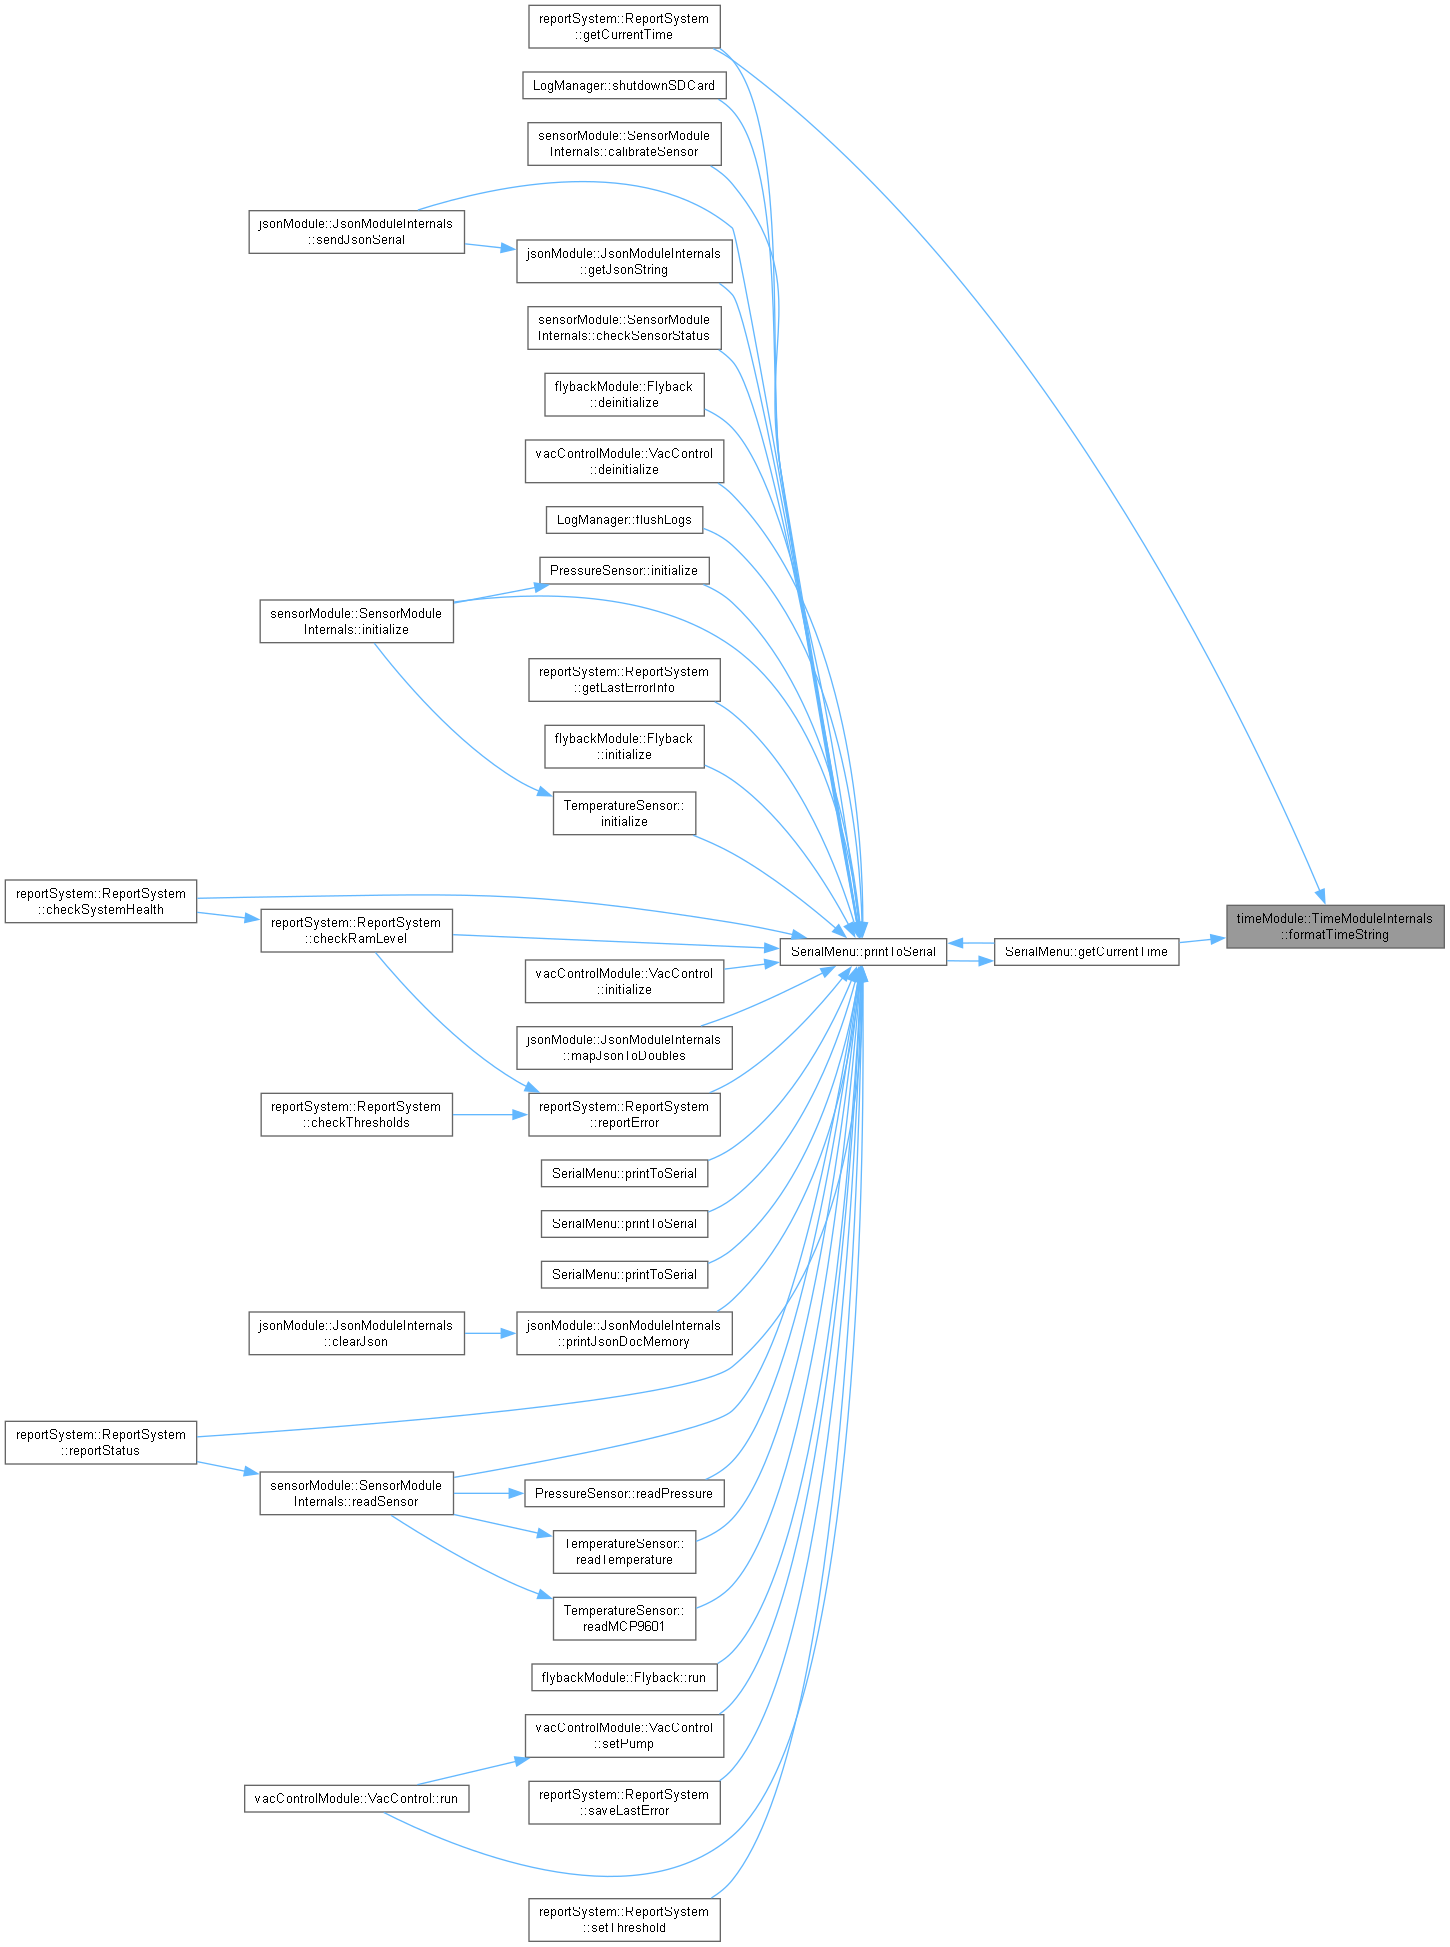 reportSystem::ReportSystem
::getCurrentTime
LogManager::shutdownSDCard
sensorModule::SensorModule
Internals::calibrateSensor
jsonModule::JsonModuleInternals
::sendJsonSerial
jsonModule::JsonModuleInternals
::getJsonString
sensorModule::SensorModule
Internals::checkSensorStatus
flybackModule::Flyback
::deinitialize
vacControlModule::VacControl
::deinitialize
LogManager::flushLogs
PressureSensor::initialize
sensorModule::SensorModule
Internals::initialize
reportSystem::ReportSystem
::getLastErrorInfo
flybackModule::Flyback
::initialize
TemperatureSensor::
initialize
reportSystem::ReportSystem
::checkSystemHealth
reportSystem::ReportSystem
::checkRamLevel
timeModule::TimeModuleInternals
::formatTimeString
SerialMenu::printToSerial
SerialMenu::getCurrentTime
vacControlModule::VacControl
::initialize
jsonModule::JsonModuleInternals
::mapJsonToDoubles
reportSystem::ReportSystem
::checkThresholds
reportSystem::ReportSystem
::reportError
SerialMenu::printToSerial
SerialMenu::printToSerial
SerialMenu::printToSerial
jsonModule::JsonModuleInternals
::clearJson
jsonModule::JsonModuleInternals
::printJsonDocMemory
reportSystem::ReportSystem
::reportStatus
sensorModule::SensorModule
Internals::readSensor
PressureSensor::readPressure
TemperatureSensor::
readTemperature
TemperatureSensor::
readMCP9601
flybackModule::Flyback::run
vacControlModule::VacControl
::setPump
vacControlModule::VacControl::run
reportSystem::ReportSystem
::saveLastError
reportSystem::ReportSystem
::setThreshold